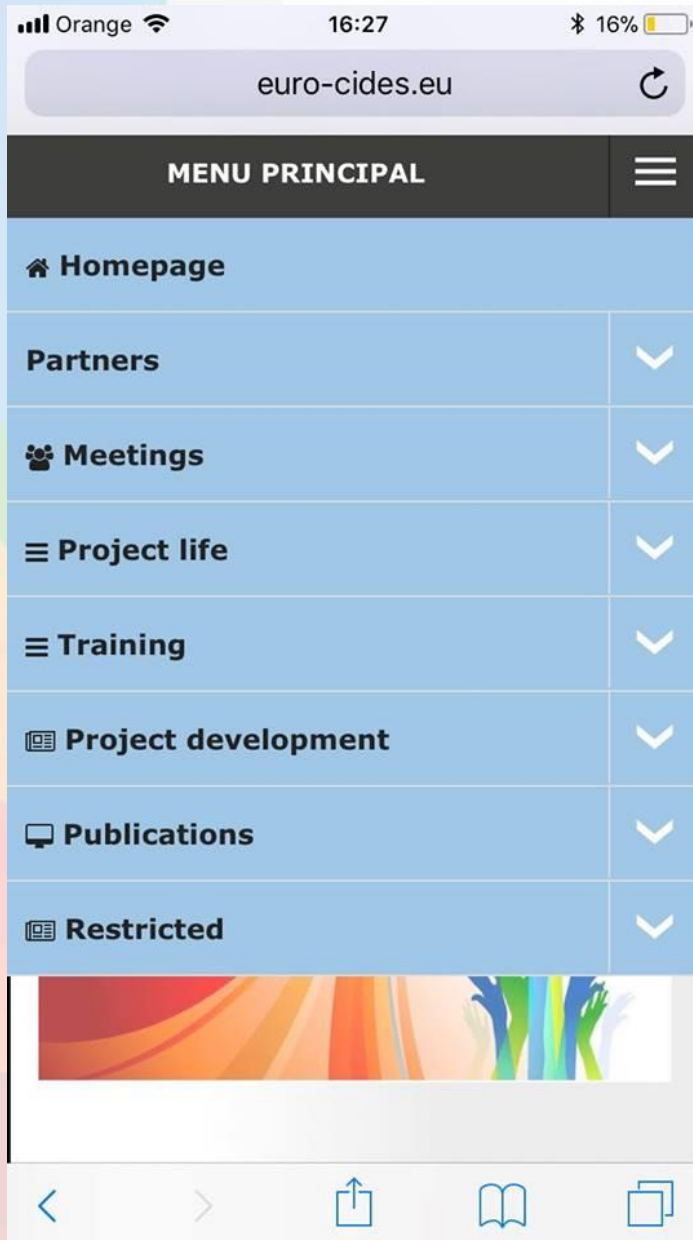 Orange 16:27 16%
euro-cides.eu
MENU PRINCIPAL
Homepage
Partners
Meetings
Project life
Training
Project development
Publications
Restricted